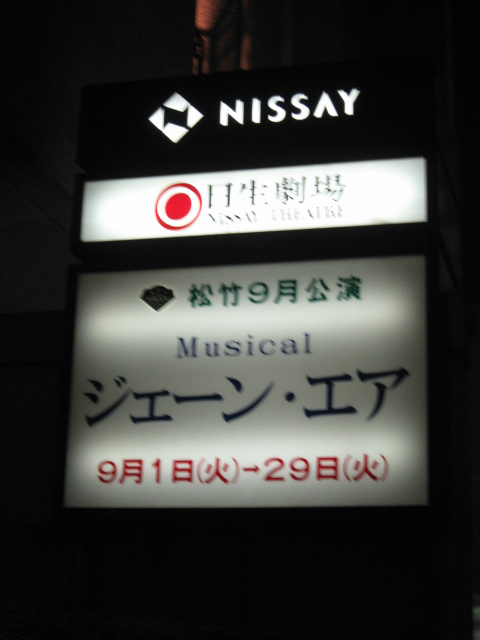 NISSAY
日生劇場
NISSAY THEATRE
松竹9月公演
Musical
ジェーン・エア
9月1日(火)→29日(火)